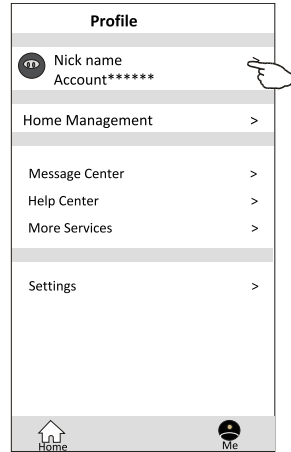 Profile
Nick name
Account******
Home Management >
Message Center >
Help Center >
More Services >
Settings >
Home Me